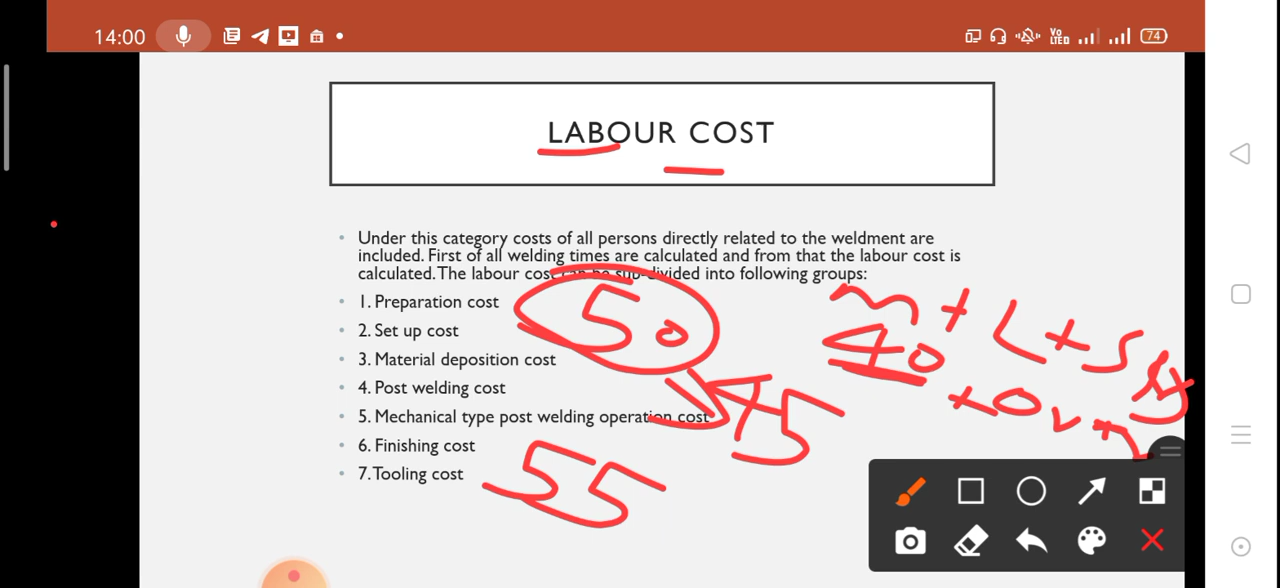 14:00
VO LTED
74
LABOUR COST
• Under this category costs of all persons directly related to the weldment are
included. First of all welding times are calculated and from that the labour cost is
calculated. The labour cost can be sub-divided into following groups:
• 1. Preparation cost
• 2. Set up cost
• 3. Material deposition cost
• 4. Post welding cost
• 5. Mechanical type post welding operation cost
• 6. Finishing cost
• 7. Tooling cost
50
m + L +
40
45
55